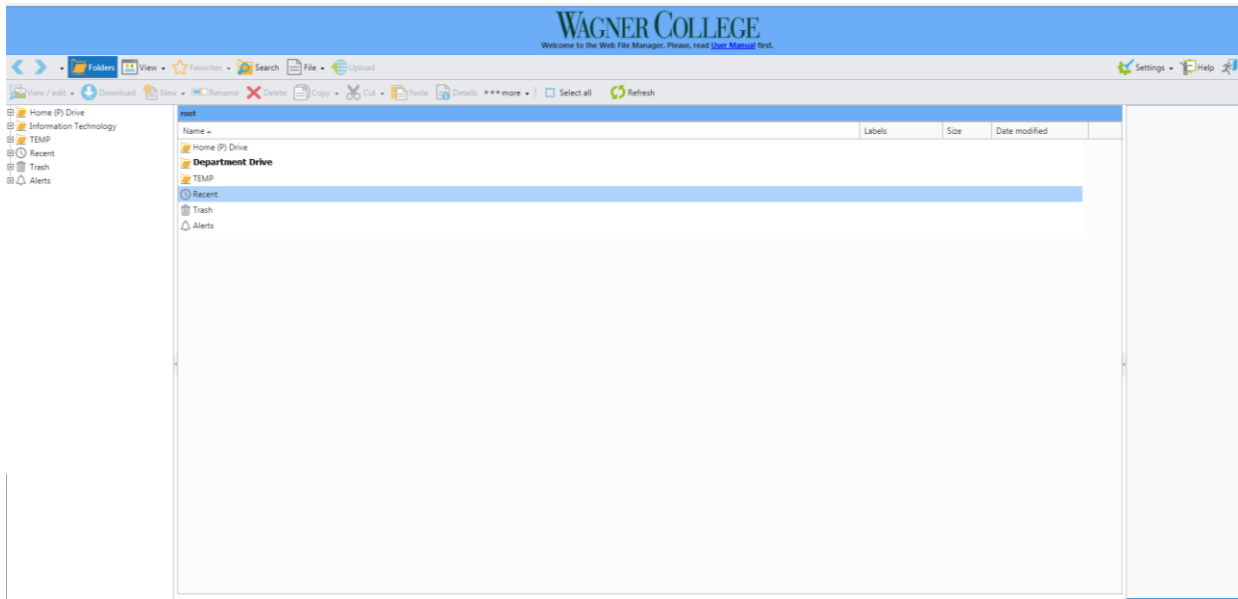 WAGNER COLLEGE
Welcome to the Web File Manager. Please, read User Manual first.
Folders View Favorites Search File Upload Settings Help
View / edit Download New Rename Delete Copy Cut Paste Details more Select all Refresh
Home (P) Drive
Information Technology
TEMP
Recent
Trash
Alerts
root
Name Labels Size Date modified
Home (P) Drive
Department Drive
TEMP
Recent
Trash
Alerts